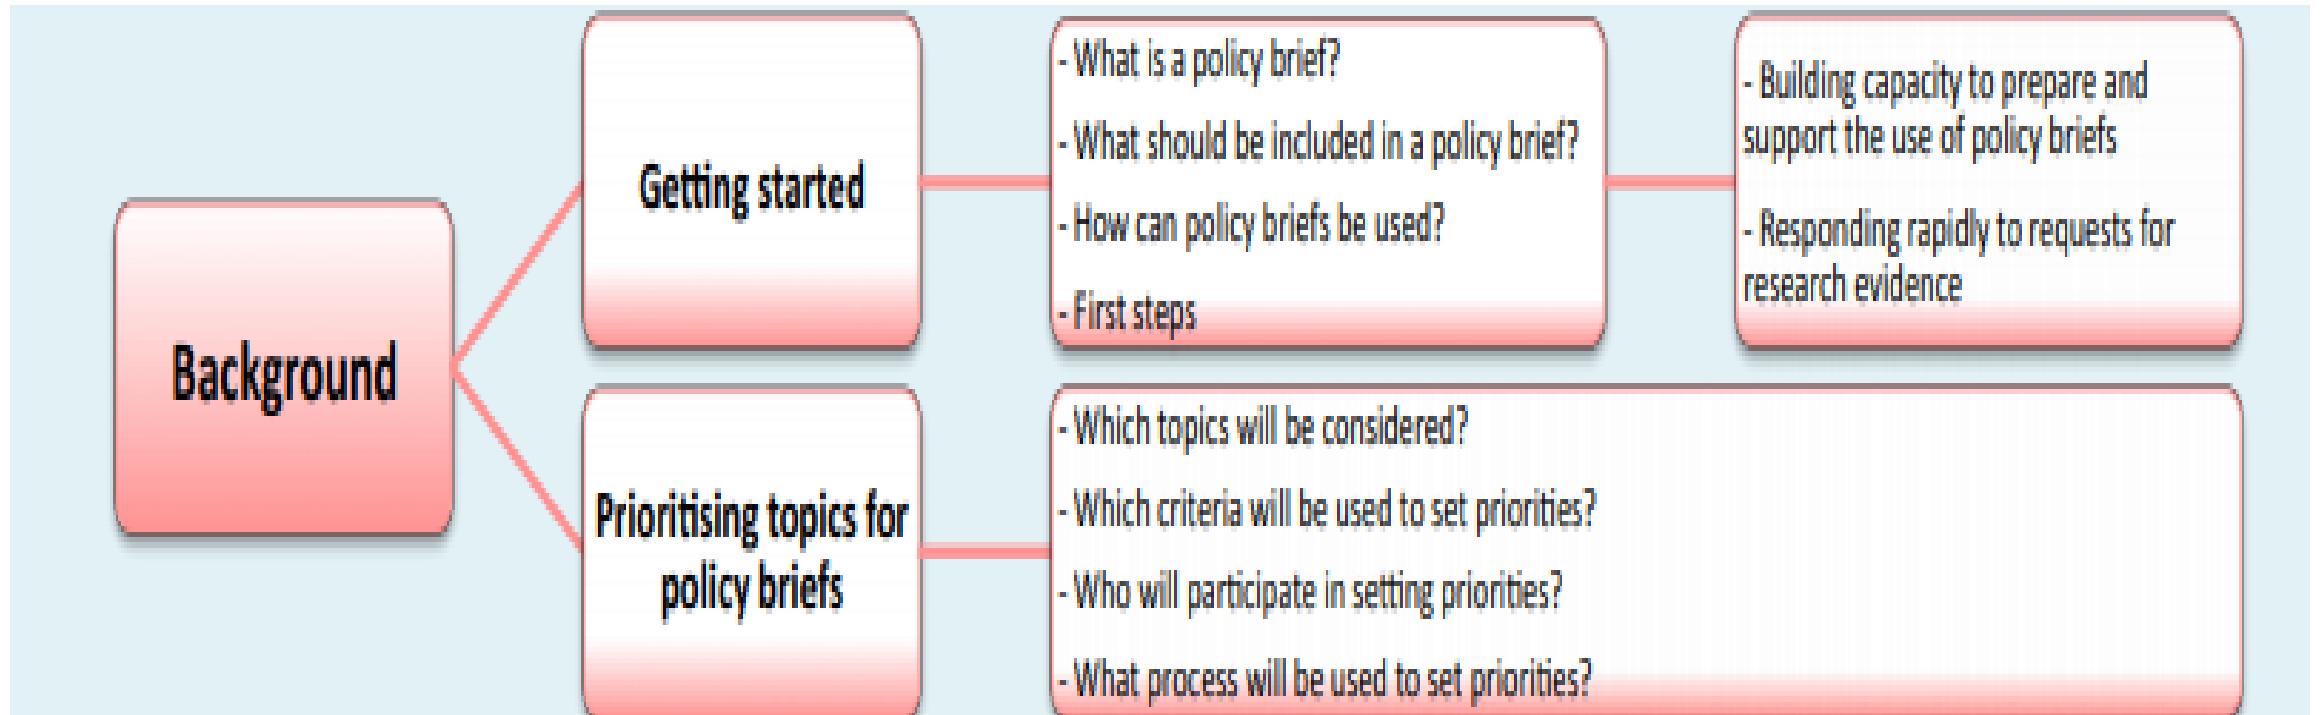 Background
Getting started
- What is a policy brief?
- What should be included in a policy brief?
- How can policy briefs be used?
- First steps
- Building capacity to prepare and
support the use of policy briefs
- Responding rapidly to requests for
research evidence
Prioritising topics for
policy briefs
- Which topics will be considered?
- Which criteria will be used to set priorities?
- Who will participate in setting priorities?
- What process will be used to set priorities?